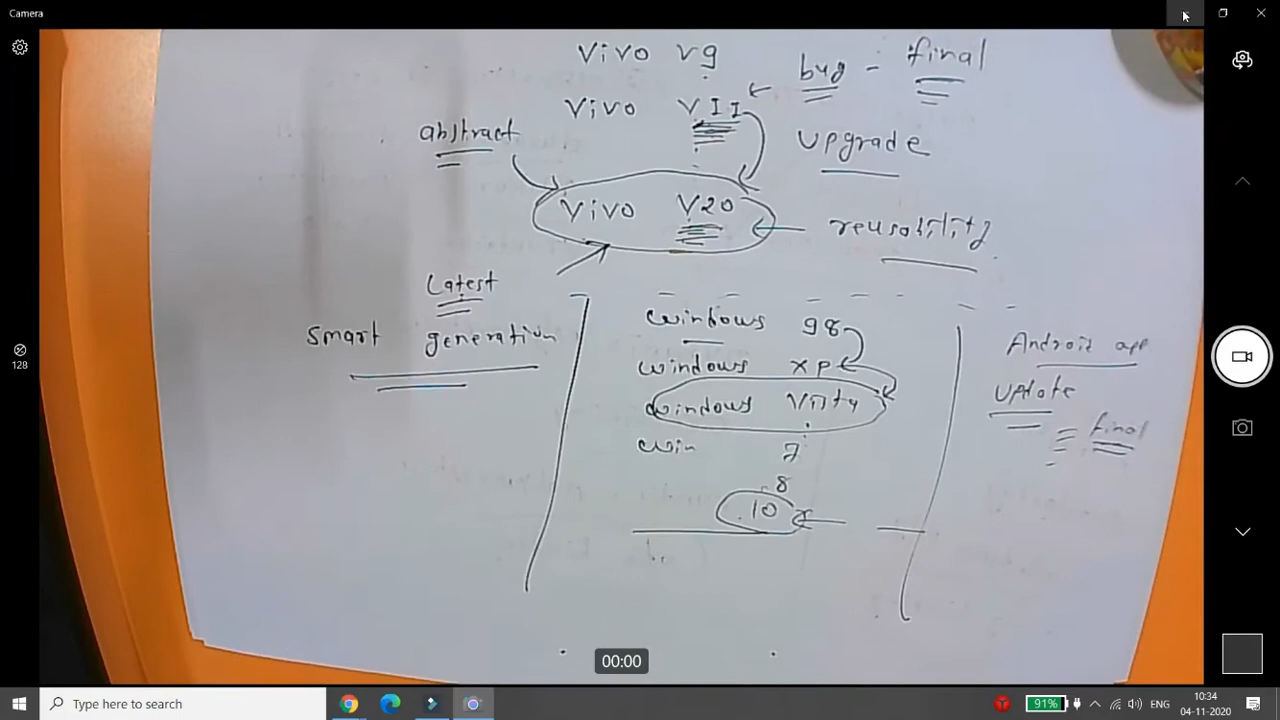 Camera
Vivo V9
bug - final
Vivo VII
abstract
Upgrade
Vivo V20
reusability
Latest
windows 98
smart generation
Android app
windows XP
update
windows Vista
final
win 7
8
10
128
00:00
Type here to search
91%
ENG
10:34
04-11-2020